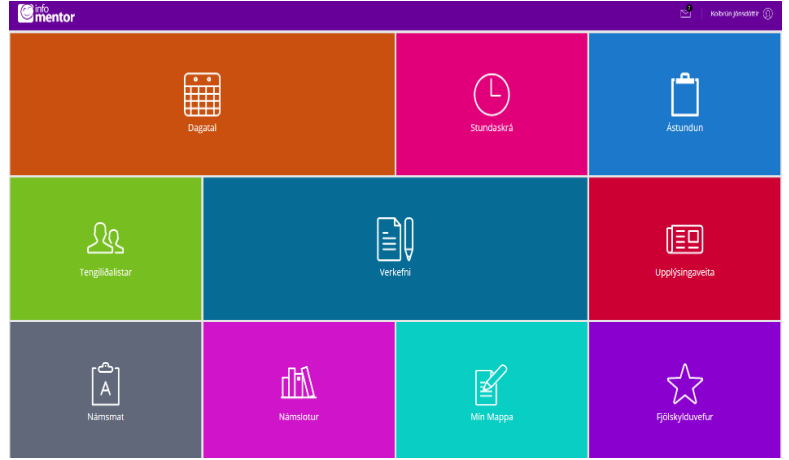 info
mentor
Kolbrún Jónsdóttir
Dagatal
Stundaskrá
Ástundun
Tengiliðalistar
Verkefni
Upplýsingaveita
A
Námsmat
Námslotur
Mín Mappa
Fjölskylduvefur